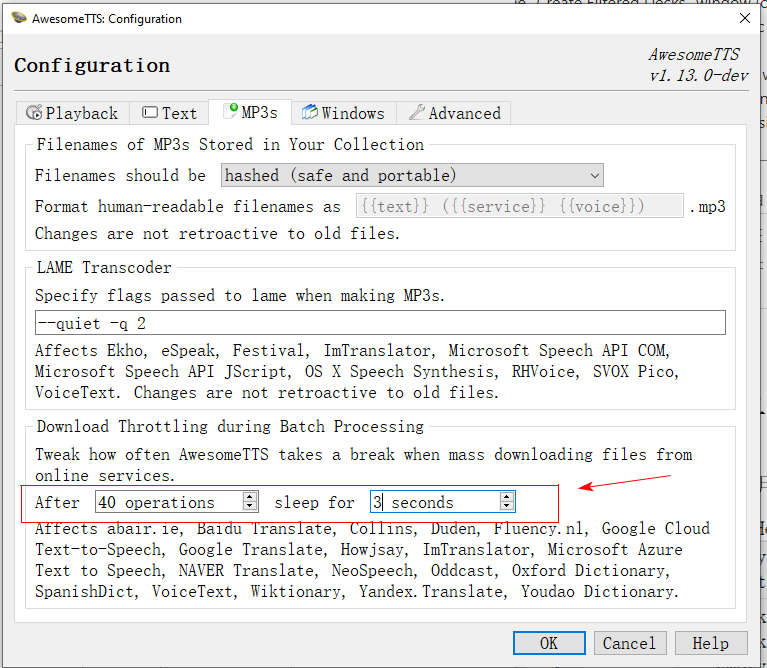 AwesomeTTS: Configuration
Configuration
AwesomeTTS
v1.13.0-dev
Playback Text MP3s Windows Advanced
Filenames of MP3s Stored in Your Collection
Filenames should be hashed (safe and portable)
Format human-readable filenames as {{text}} ({{service}} {{voice}}) .mp3
Changes are not retroactive to old files.
LAME Transcoder
Specify flags passed to lame when making MP3s.
--quiet -q 2
Affects Ekho, eSpeak, Festival, ImTranslator, Microsoft Speech API COM,
Microsoft Speech API JScript, OS X Speech Synthesis, RHVoice, SVOX Pico,
VoiceText. Changes are not retroactive to old files.
Download Throttling during Batch Processing
Tweak how often AwesomeTTS takes a break when mass downloading files from
online services.
After 40 operations sleep for 3 seconds
Affects abair.ie, Baidu Translate, Collins, Duden, Fluency.nl, Google Cloud
Text-to-Speech, Google Translate, Howjsay, ImTranslator, Microsoft Azure
Text to Speech, NAVER Translate, NeoSpeech, Oddcast, Oxford Dictionary,
SpanishDict, VoiceText, Wiktionary, Yandex.Translate, Youdao Dictionary.
OK Cancel Help